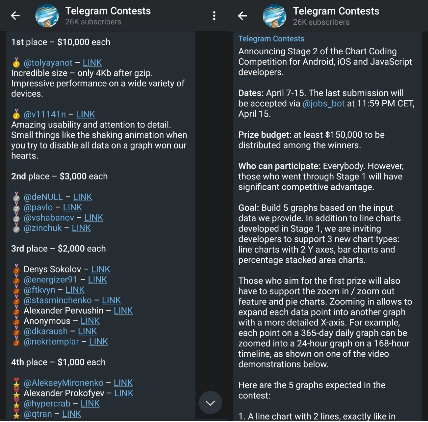 Telegram Contests
26K subscribers
1st place – $10,000 each
@tolyayanot – LINK
Incredible size – only 4Kb after gzip.
Impressive performance on a wide variety of
devices.
@v11141n – LINK
Amazing usability and attention to detail.
Small things like the shaking animation when
you try to disable all data on a graph won our
hearts.
2nd place – $3,000 each
@deNULL – LINK
@pavlo – LINK
@vshabanov – LINK
@zinchuk – LINK
3rd place – $2,000 each
Denys Sokolov – LINK
@energizer91 – LINK
@ftkvyn – LINK
@stasminchenko – LINK
Alexander Pervushin – LINK
Anonymous – LINK
@dkaraush – LINK
@nekrtemplar – LINK
4th place – $1,000 each
@AlekseyMironenko – LINK
Alexander Prokofyev – LINK
@hypercrab – LINK
@qtran – LINK
Telegram Contests
26K subscribers
Telegram Contests
Announcing Stage 2 of the Chart Coding
Competition for Android, iOS and JavaScript
developers.
Dates: April 7-15. The last submission will
be accepted via @jobs_bot at 11:59 PM CET,
April 15.
Prize budget: at least $150,000 to be
distributed among the winners.
Who can participate: Everybody. However,
those who went through Stage 1 will have
significant competitive advantage.
Goal: Build 5 graphs based on the input
data we provide. In addition to line charts
developed in Stage 1, we are inviting
developers to support 3 new chart types:
line charts with 2 Y axes, bar charts and
percentage stacked area charts.
Those who aim for the first prize will also
have to support the zoom in / zoom out
feature and pie charts. Zooming in allows to
expand each data point into another graph
with a more detailed X-axis. For example,
each point on a 365-day daily graph can be
zoomed into a 24-hour graph on a 168-hour
timeline, as shown on one of the video
demonstrations below.
Here are the 5 graphs expected in the
contest:
1. A line chart with 2 lines, exactly like in